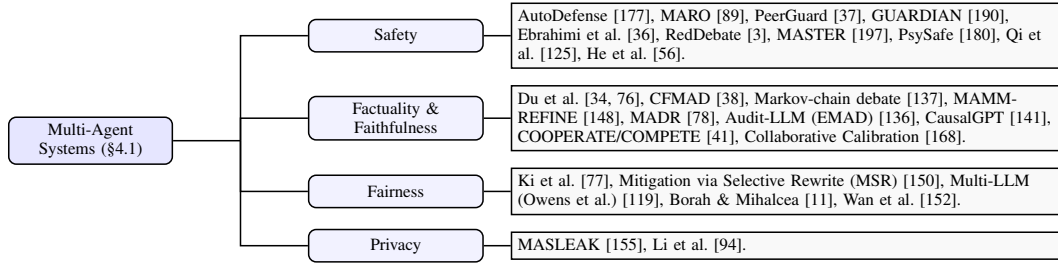 Multi-Agent
Systems (§4.1)
Safety
AutoDefense [177], MARO [89], PeerGuard [37], GUARDIAN [190],
Ebrahimi et al. [36], RedDebate [3], MASTER [197], PsySafe [180], Qi et
al. [125], He et al. [56].
Factuality &
Faithfulness
Du et al. [34, 76], CFMAD [38], Markov-chain debate [137], MAMM-
REFINE [148], MADR [78], Audit-LLM (EMAD) [136], CausalGPT [141],
COOPERATE/COMPETE [41], Collaborative Calibration [168].
Fairness
Ki et al. [77], Mitigation via Selective Rewrite (MSR) [150], Multi-LLM
(Owens et al.) [119], Borah & Mihalcea [11], Wan et al. [152].
Privacy
MASLEAK [155], Li et al. [94].